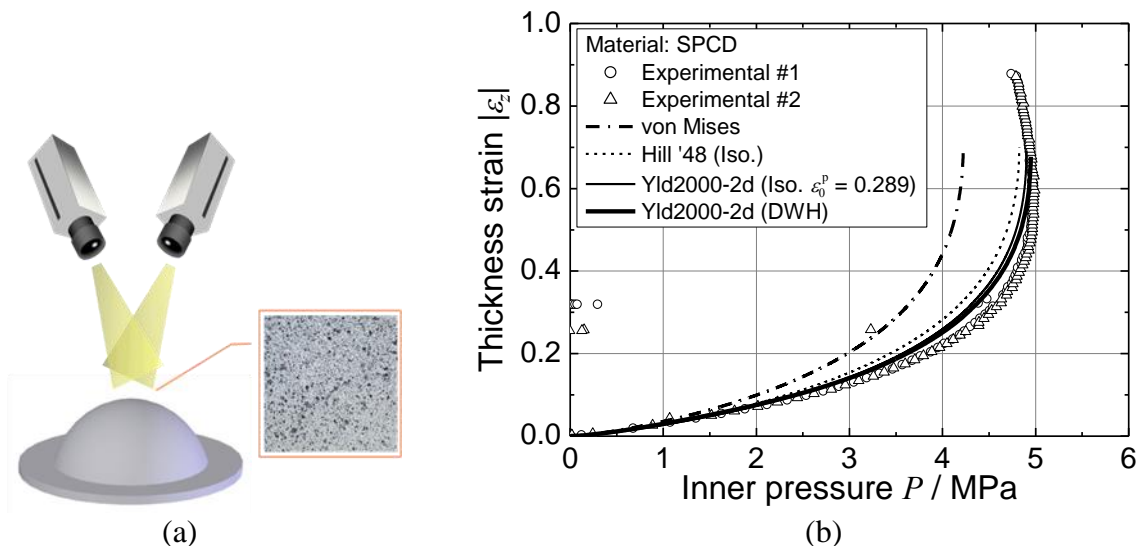 (a)
Thickness strain |εz|
1.0
0.8
0.6
0.4
0.2
0.0
Material: SPCD
Experimental #1
Experimental #2
von Mises
Hill '48 (Iso.)
Yld2000-2d (Iso. ε₀ᵖ = 0.289)
Yld2000-2d (DWH)
0 1 2 3 4 5 6
Inner pressure P / MPa
(b)